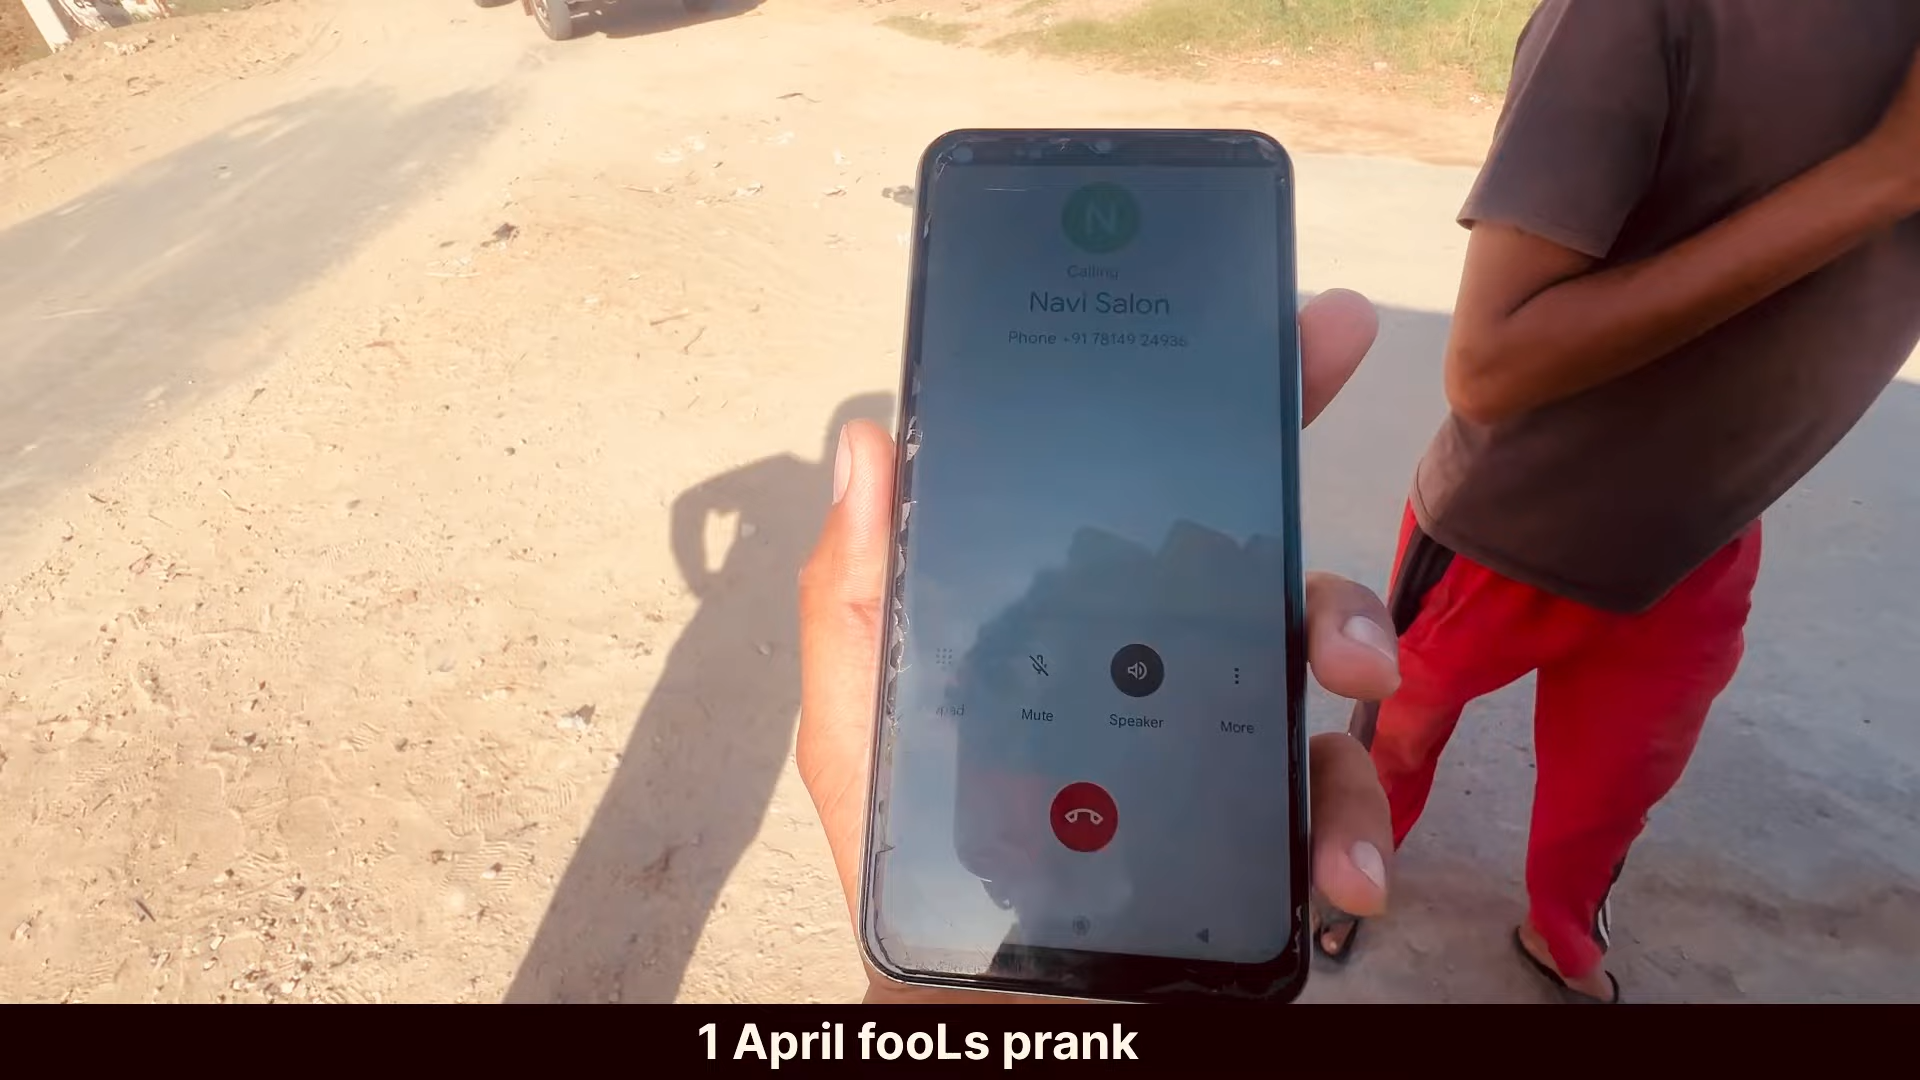 N
Calling
Navi Salon
Phone +91 78149 24936
Mute
Speaker
More
1 April fooLs prank